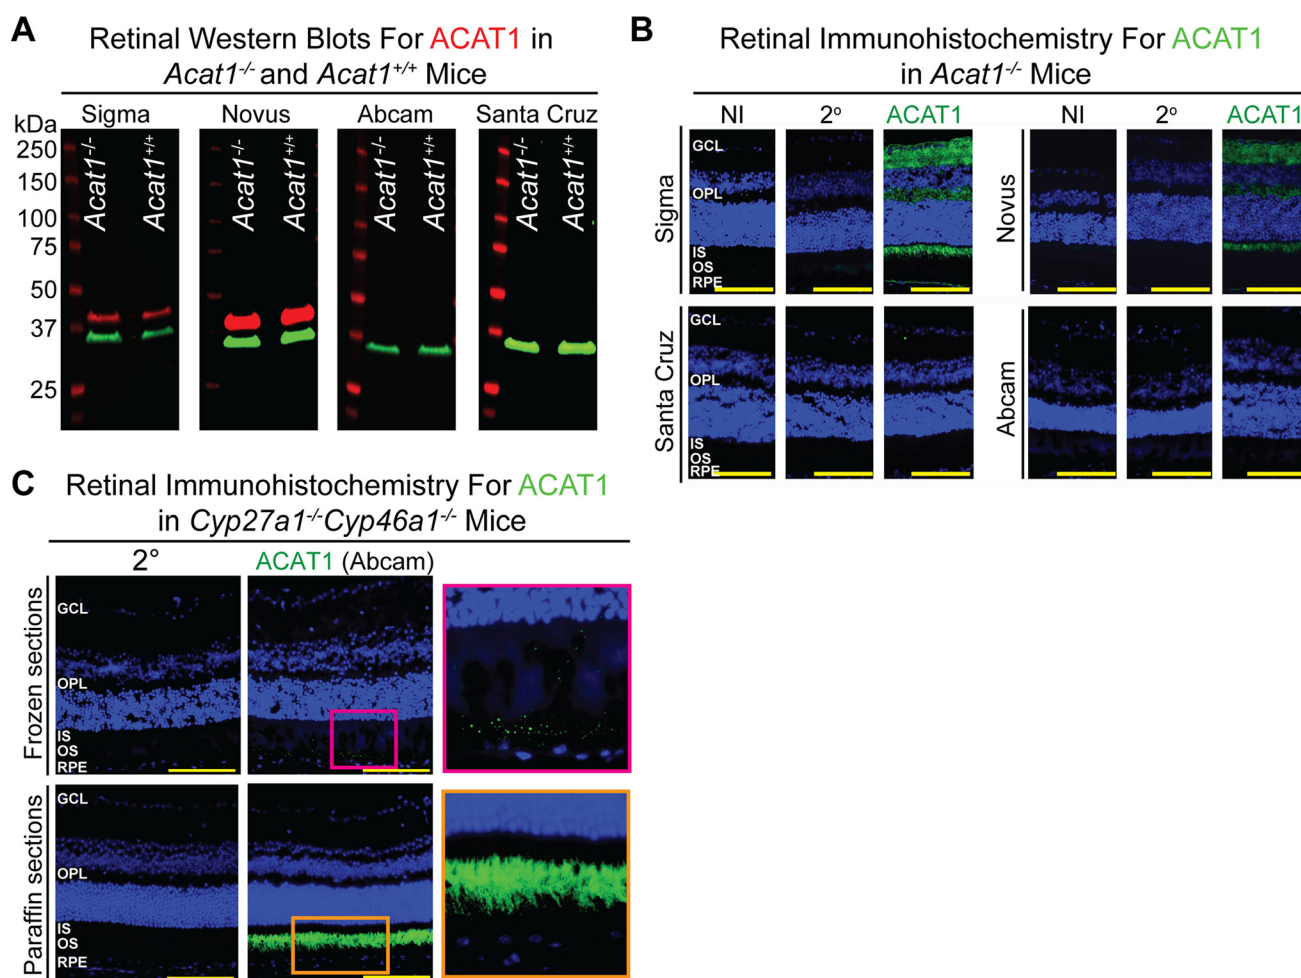 A
Retinal Western Blots For ACAT1 in
Acat1-/- and Acat1+/+ Mice
Sigma Novus Abcam Santa Cruz
kDa
250
150
100
75
50
37
25
Acat1-/- Acat1+/+ Acat1-/- Acat1+/+ Acat1-/- Acat1+/+ Acat1-/- Acat1+/+
B
Retinal Immunohistochemistry For ACAT1
in Acat1-/- Mice
NI 2° ACAT1 NI 2° ACAT1
Sigma
GCL
OPL
IS
OS
RPE
Novus
Santa Cruz
GCL
OPL
IS
OS
RPE
Abcam
C
Retinal Immunohistochemistry For ACAT1
in Cyp27a1-/-Cyp46a1-/- Mice
2° ACAT1 (Abcam)
Frozen sections
GCL
OPL
IS
OS
RPE
Paraffin sections
GCL
OPL
IS
OS
RPE